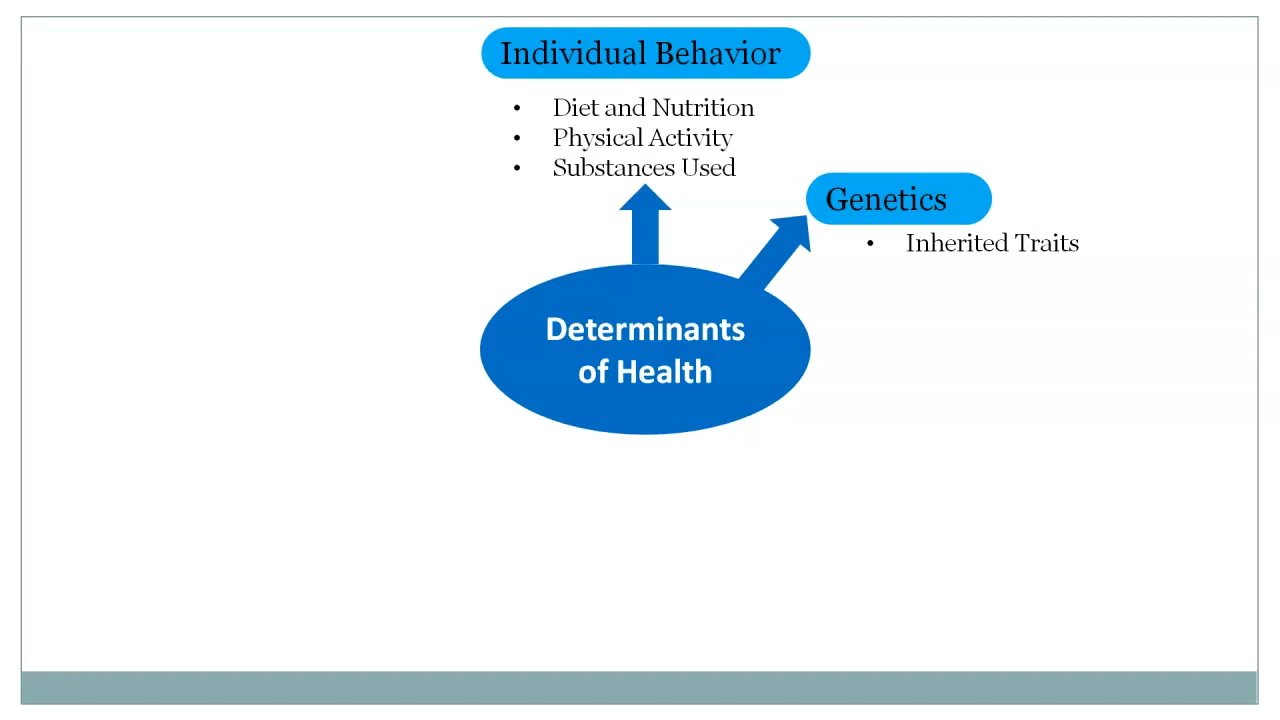 Individual Behavior
• Diet and Nutrition
• Physical Activity
• Substances Used
Genetics
• Inherited Traits
Determinants
of Health